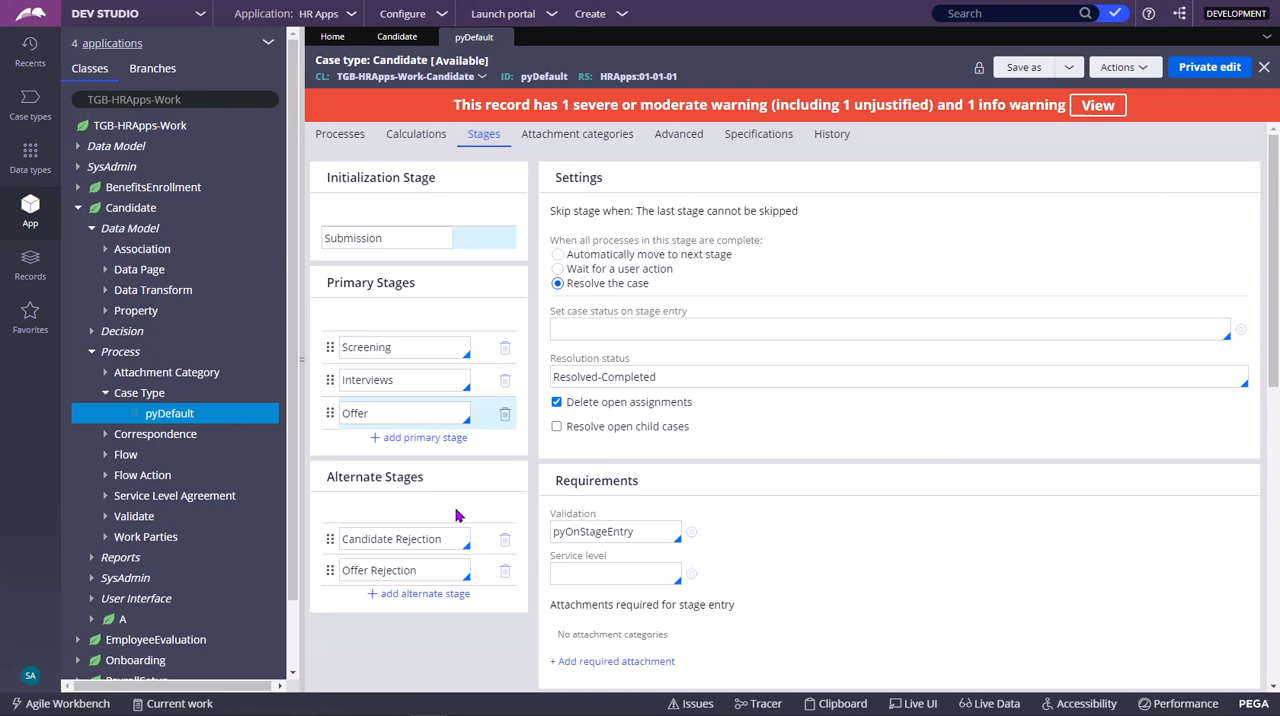 DEV STUDIO
Application: HR Apps
Configure
Launch portal
Create
Search
DEVELOPMENT
4 applications
Classes
Branches
TGB-HRApps-Work
TGB-HRApps-Work
Data Model
SysAdmin
BenefitsEnrollment
Candidate
Data Model
Association
Data Page
Data Transform
Property
Decision
Process
Attachment Category
Case Type
pyDefault
Correspondence
Flow
Flow Action
Service Level Agreement
Validate
Work Parties
Reports
SysAdmin
User Interface
A
EmployeeEvaluation
Onboarding
PayrollSetup
Recents
Case types
Data types
App
Records
Favorites
SA
Home
Candidate
pyDefault
Case type: Candidate [Available]
CL: TGB-HRApps-Work-Candidate ID: pyDefault RS: HRApps:01-01-01
Save as
Actions
Private edit
This record has 1 severe or moderate warning (including 1 unjustified) and 1 info warning
View
Processes
Calculations
Stages
Attachment categories
Advanced
Specifications
History
Initialization Stage
Submission
Primary Stages
Screening
Interviews
Offer
+ add primary stage
Alternate Stages
Candidate Rejection
Offer Rejection
+ add alternate stage
Settings
Skip stage when: The last stage cannot be skipped
When all processes in this stage are complete:
Automatically move to next stage
Wait for a user action
Resolve the case
Set case status on stage entry
Resolution status
Resolved-Completed
Delete open assignments
Resolve open child cases
Requirements
Validation
pyOnStageEntry
Service level
Attachments required for stage entry
No attachment categories
+ Add required attachment
Agile Workbench
Current work
Issues
Tracer
Clipboard
Live UI
Live Data
Accessibility
Performance
PEGA